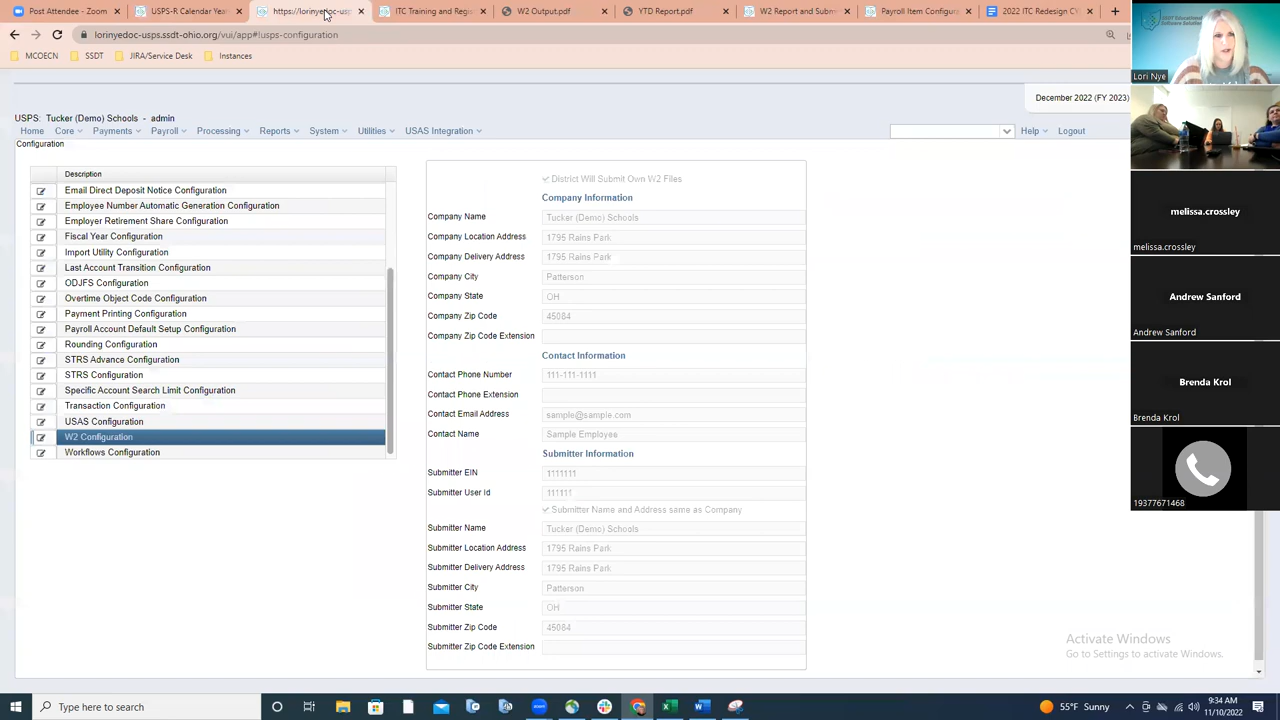 Post Attendee - Zoom
USPS-R Calendar Year
https://lorinyedoc-usp
ITC Training and Rep
W2 Output.pdf
YTD Report.pdf
W2 Report and Submi
Payroll Item Configura
2022 ITC Redesign CY
MCOECN
SSDT
JIRA/Service Desk
Instances
December 2022 (FY 2023)
USPS: Tucker (Demo) Schools - admin
Home Core Payments Payroll Processing Reports System Utilities USAS Integration Help Logout
Configuration
Description
Email Direct Deposit Notice Configuration
Employee Number Automatic Generation Configuration
Employer Retirement Share Configuration
Fiscal Year Configuration
Import Utility Configuration
Last Account Transition Configuration
ODJFS Configuration
Overtime Object Code Configuration
Payment Printing Configuration
Payroll Account Default Setup Configuration
Rounding Configuration
STRS Advance Configuration
STRS Configuration
Specific Account Search Limit Configuration
Transaction Configuration
USAS Configuration
W2 Configuration
Workflows Configuration
District Will Submit Own W2 Files
Company Information
Company Name Tucker (Demo) Schools
Company Location Address 1795 Rains Park
Company Delivery Address 1795 Rains Park
Company City Patterson
Company State OH
Company Zip Code 45084
Company Zip Code Extension
Contact Information
Contact Phone Number 111-111-1111
Contact Phone Extension
Contact Email Address sample@sample.com
Contact Name Sample Employee
Submitter Information
Submitter EIN 1111111
Submitter User Id
Submitter Name and Address same as Company
Submitter Name Tucker (Demo) Schools
Submitter Location Address 1795 Rains Park
Submitter Delivery Address 1795 Rains Park
Submitter City Patterson
Submitter State OH
Submitter Zip Code 45084
Submitter Zip Code Extension
SSDT Educational
Software Solutions
Lori Nye
melissa.crossley
melissa.crossley
Andrew Sanford
Andrew Sanford
Brenda Krol
Brenda Krol
19377671468
Activate Windows
Go to Settings to activate Windows.
Type here to search
55°F Sunny
9:34 AM
11/10/2022